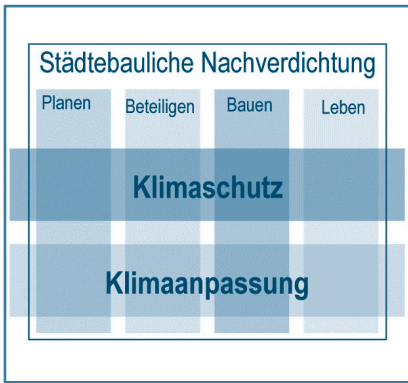 Städtebauliche Nachverdichtung
Planen Beteiligen Bauen Leben
Klimaschutz
Klimaanpassung